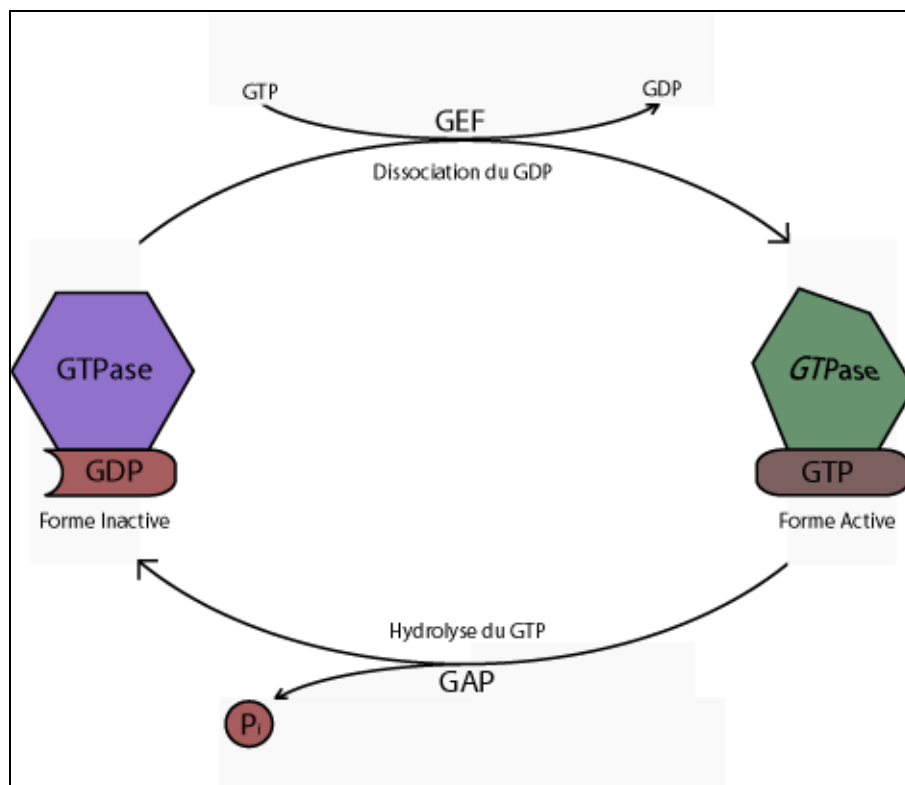 GTP
GDP
GEF
Dissociation du GDP
GTPase
GTPase
GDP
GTP
Forme Inactive
Forme Active
Hydrolyse du GTP
GAP
Pi